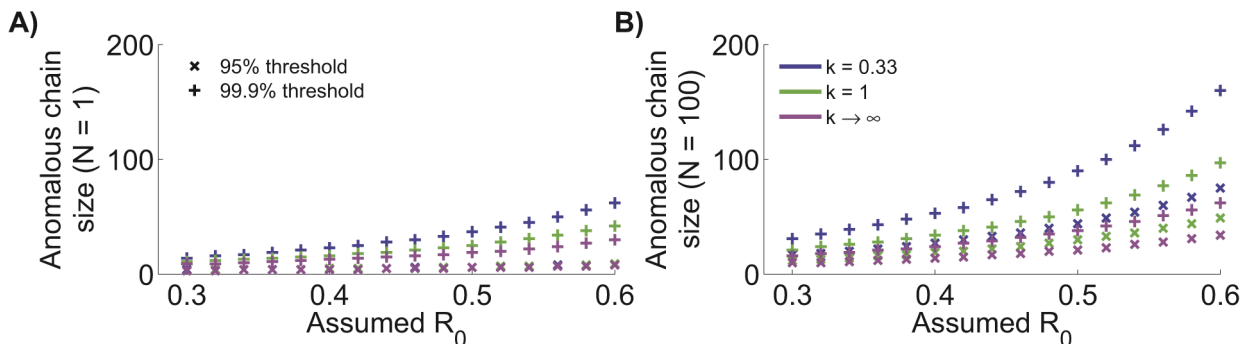 A)
Anomalous chain
size (N = 1)
200
100
0
× 95% threshold
+ 99.9% threshold
0.3 0.4 0.5 0.6
Assumed R0
B)
Anomalous chain
size (N = 100)
200
100
0
k = 0.33
k = 1
k → ∞
0.3 0.4 0.5 0.6
Assumed R0